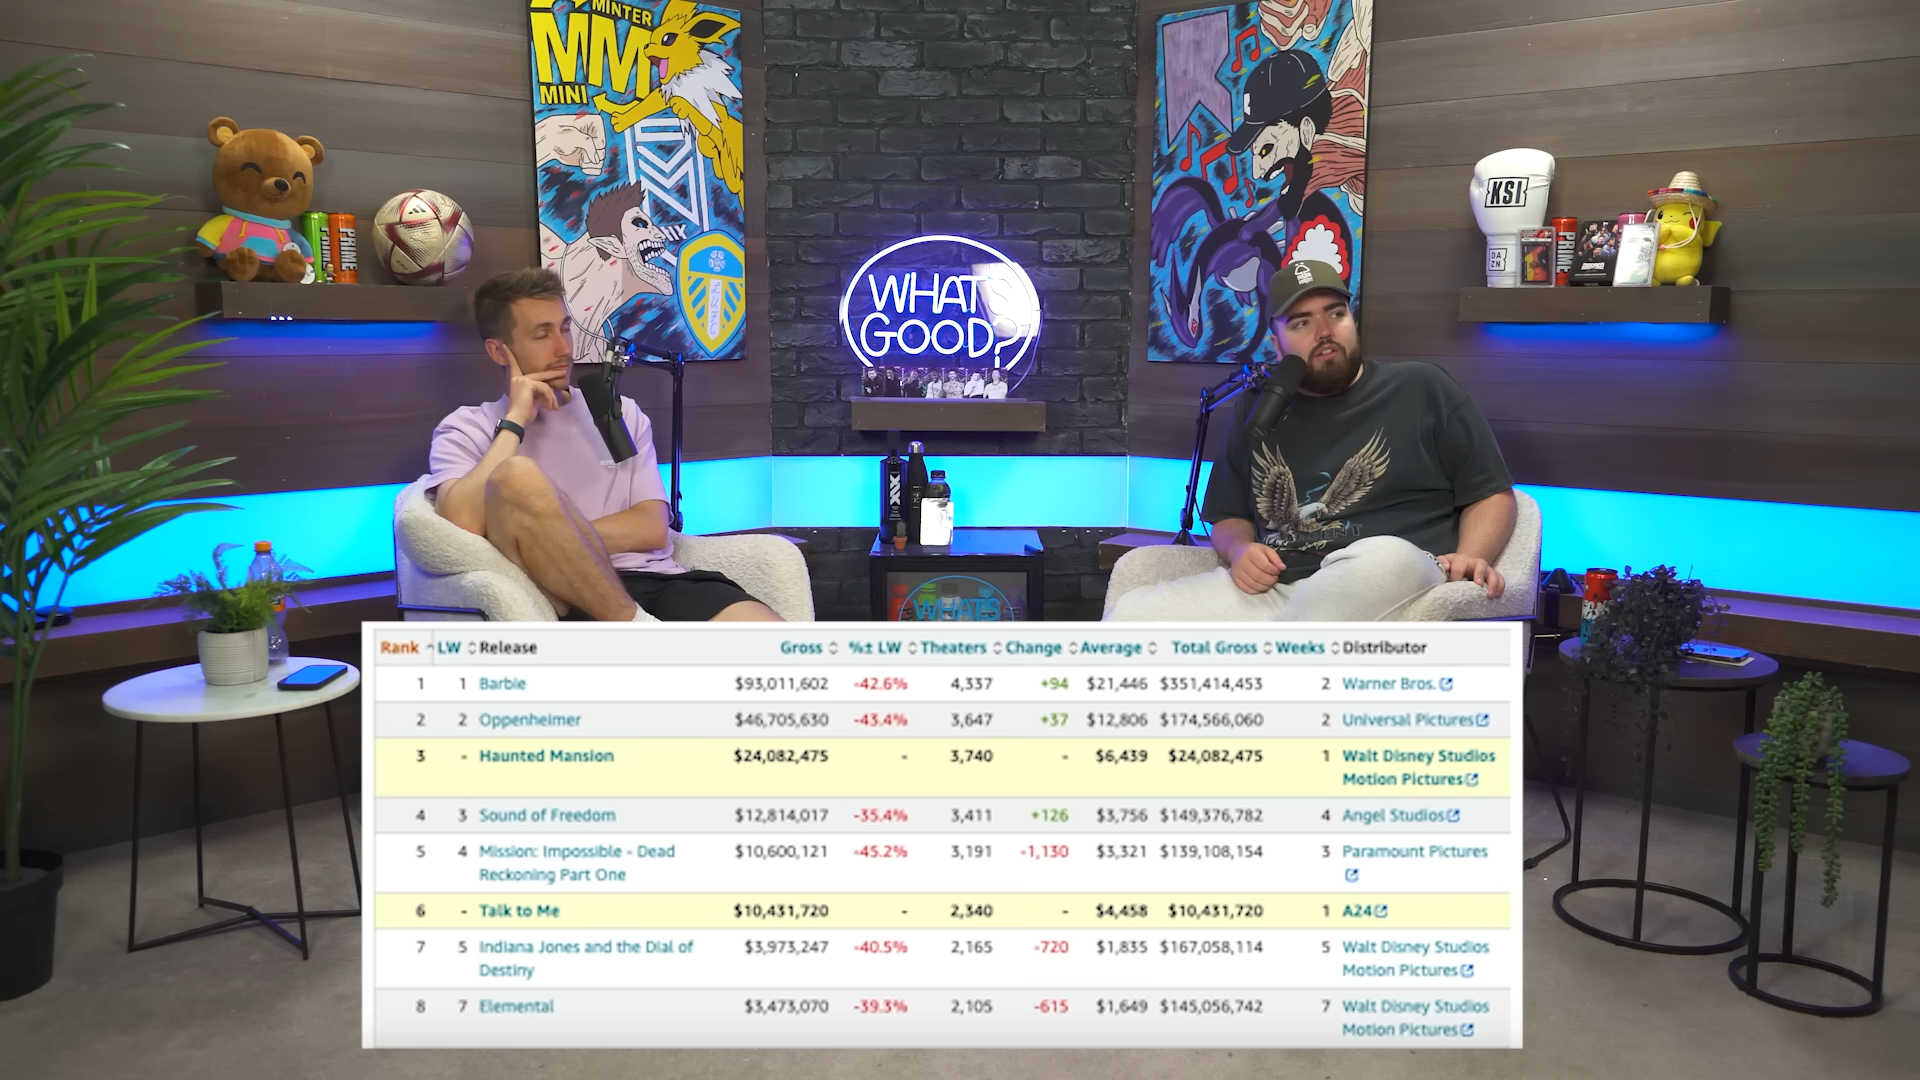 MINTER
MM
MINI
KSI
DA
ZN
PRIME
PRIME
PRIME
WHAT'S
GOOD?
WHAT'S
Rank LW Release Gross %± LW Theaters Change Average Total Gross Weeks Distributor
1 1 Barbie $93,011,602 -42.6% 4,337 +94 $21,446 $351,414,453 2 Warner Bros.
2 2 Oppenheimer $46,705,630 -43.4% 3,647 +37 $12,806 $174,566,060 2 Universal Pictures
3 - Haunted Mansion $24,082,475 - 3,740 - $6,439 $24,082,475 1 Walt Disney Studios
Motion Pictures
4 3 Sound of Freedom $12,814,017 -35.4% 3,411 +126 $3,756 $149,376,782 4 Angel Studios
5 4 Mission: Impossible - Dead $10,600,121 -45.2% 3,191 -1,130 $3,321 $139,108,154 3 Paramount Pictures
Reckoning Part One
6 - Talk to Me $10,431,720 - 2,340 - $4,458 $10,431,720 1 A24
7 5 Indiana Jones and the Dial of $3,973,247 -40.5% 2,165 -720 $1,835 $167,058,114 5 Walt Disney Studios
Destiny Motion Pictures
8 7 Elemental $3,473,070 -39.3% 2,105 -615 $1,649 $145,056,742 7 Walt Disney Studios
Motion Pictures